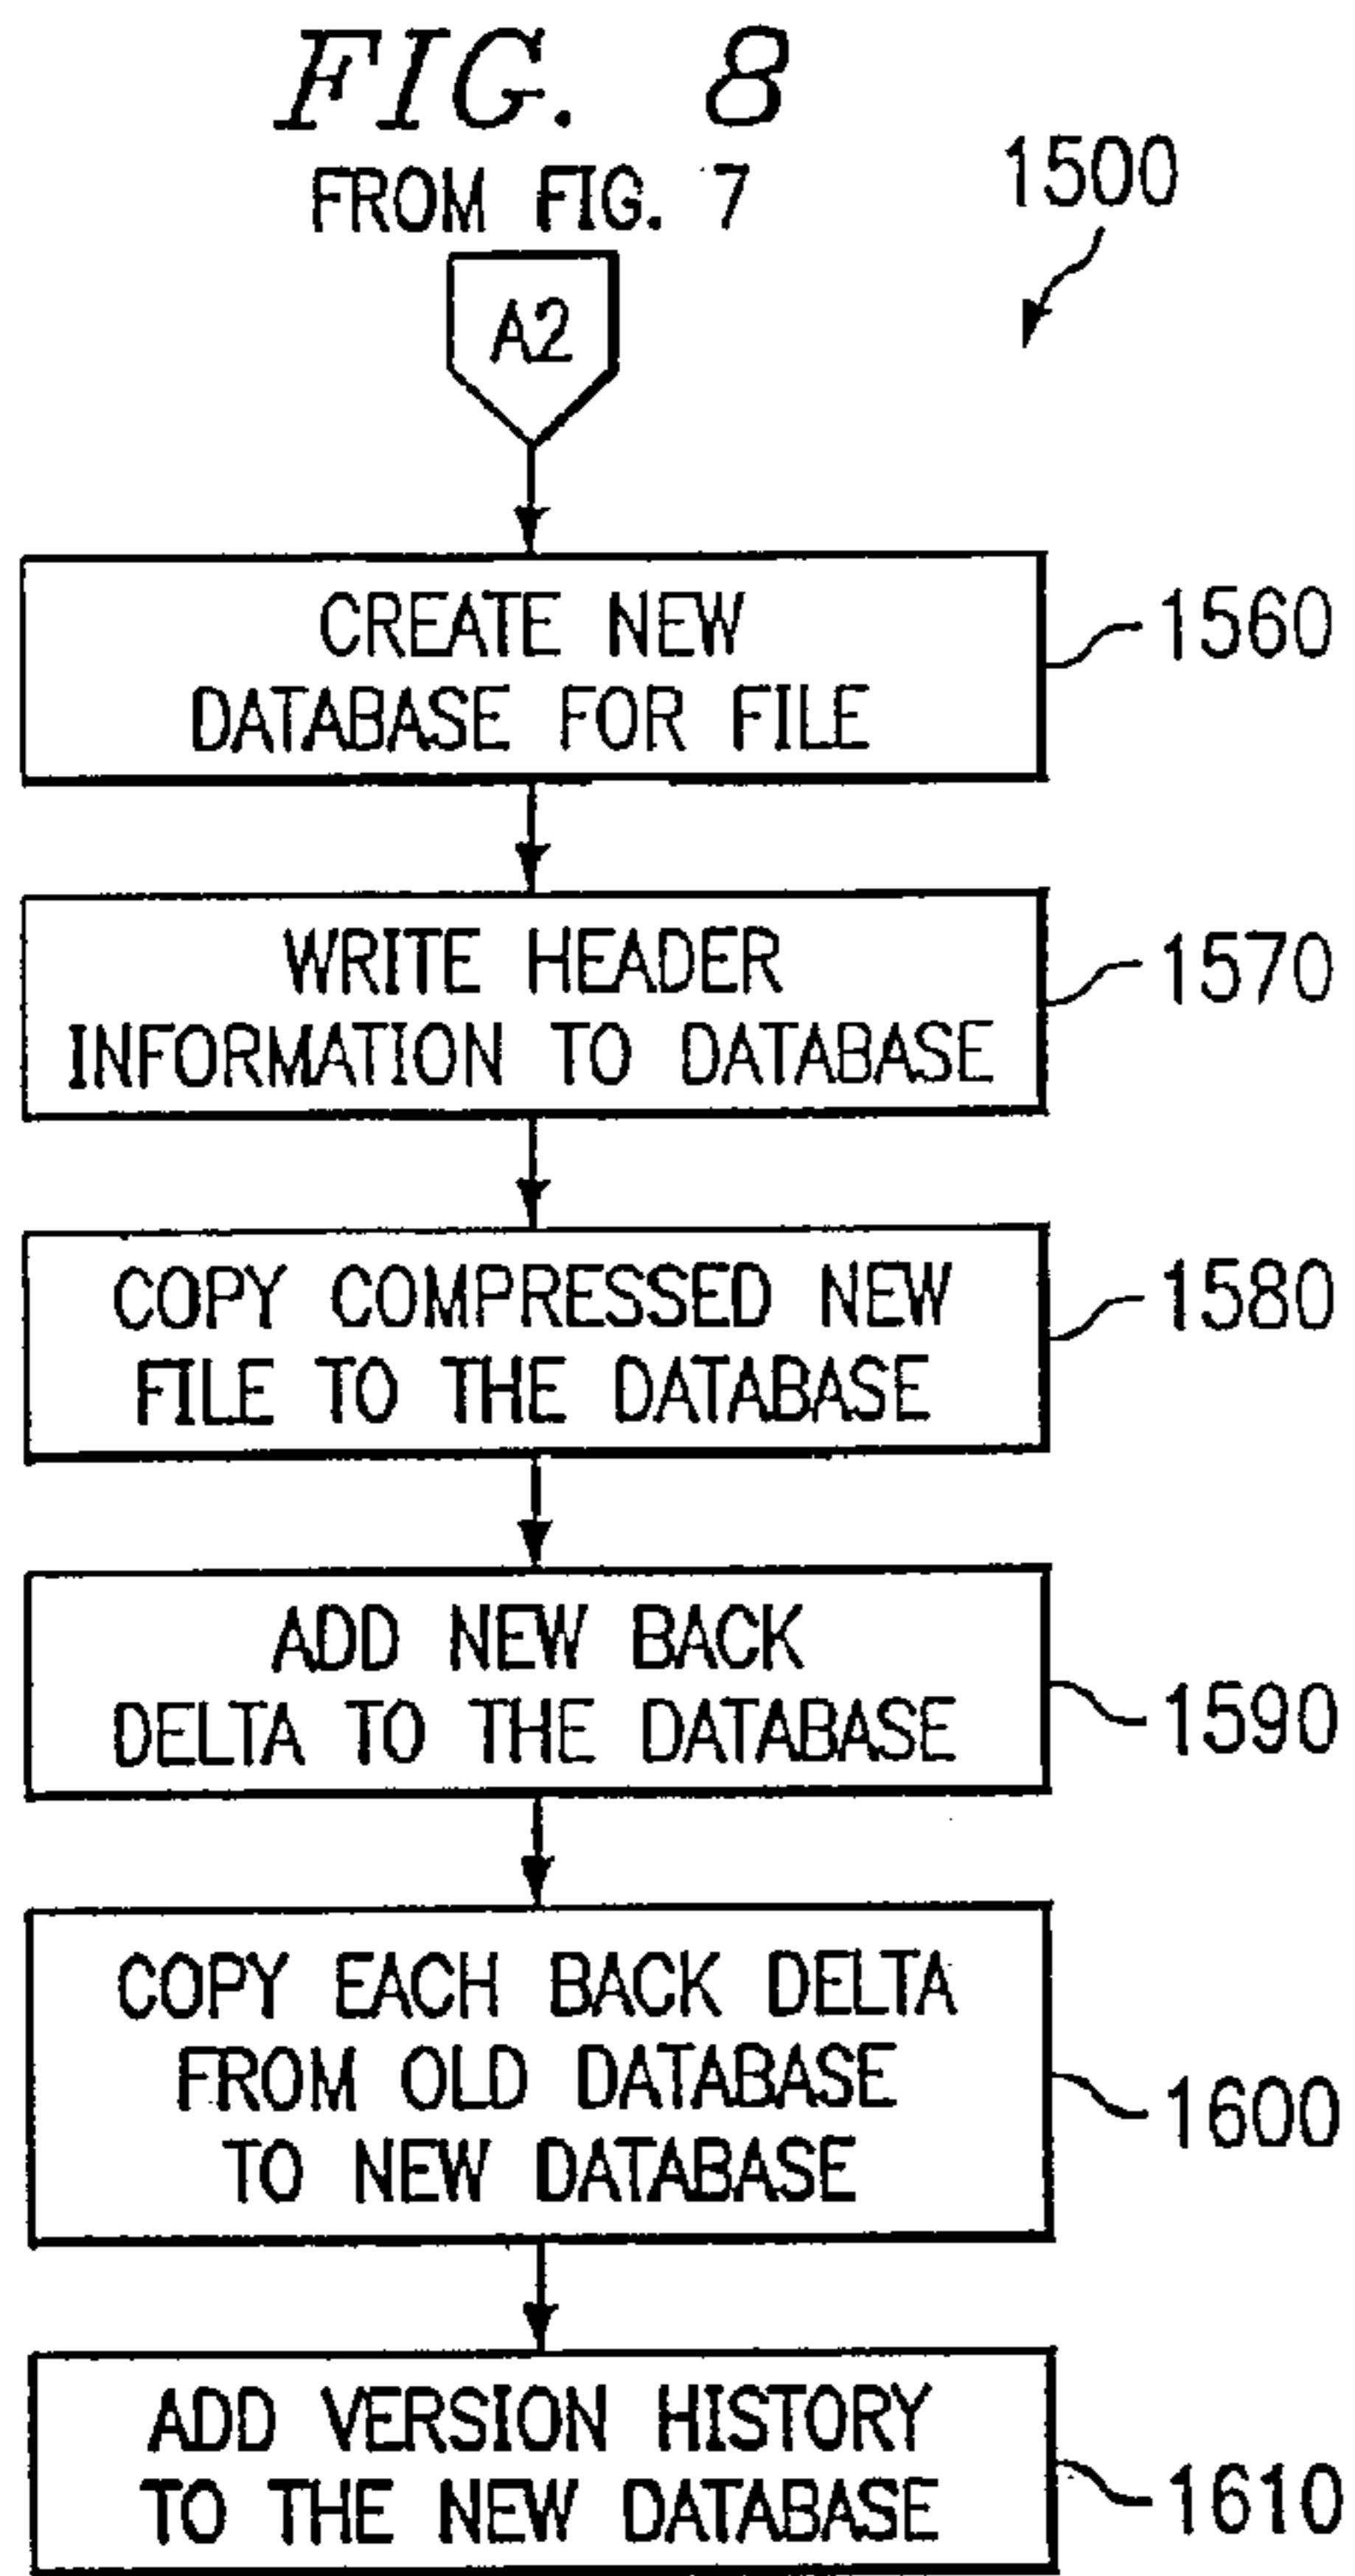 FIG. 8
FROM FIG. 7
1500
A2
CREATE NEW
DATABASE FOR FILE
1560
WRITE HEADER
INFORMATION TO DATABASE
1570
COPY COMPRESSED NEW
FILE TO THE DATABASE
1580
ADD NEW BACK
DELTA TO THE DATABASE
1590
COPY EACH BACK DELTA
FROM OLD DATABASE
TO NEW DATABASE
1600
ADD VERSION HISTORY
TO THE NEW DATABASE
1610